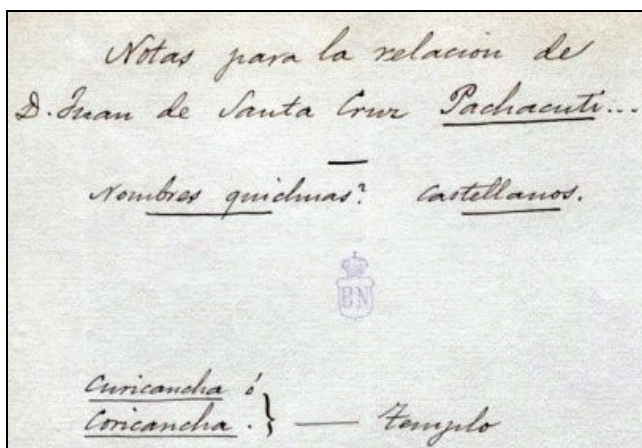 Notas para la relacion de
D. Juan de Santa Cruz Pachacuti...
Nombres quichuas? Castellanos.
BN
Curicancha ó
Coricancha. } — Templo